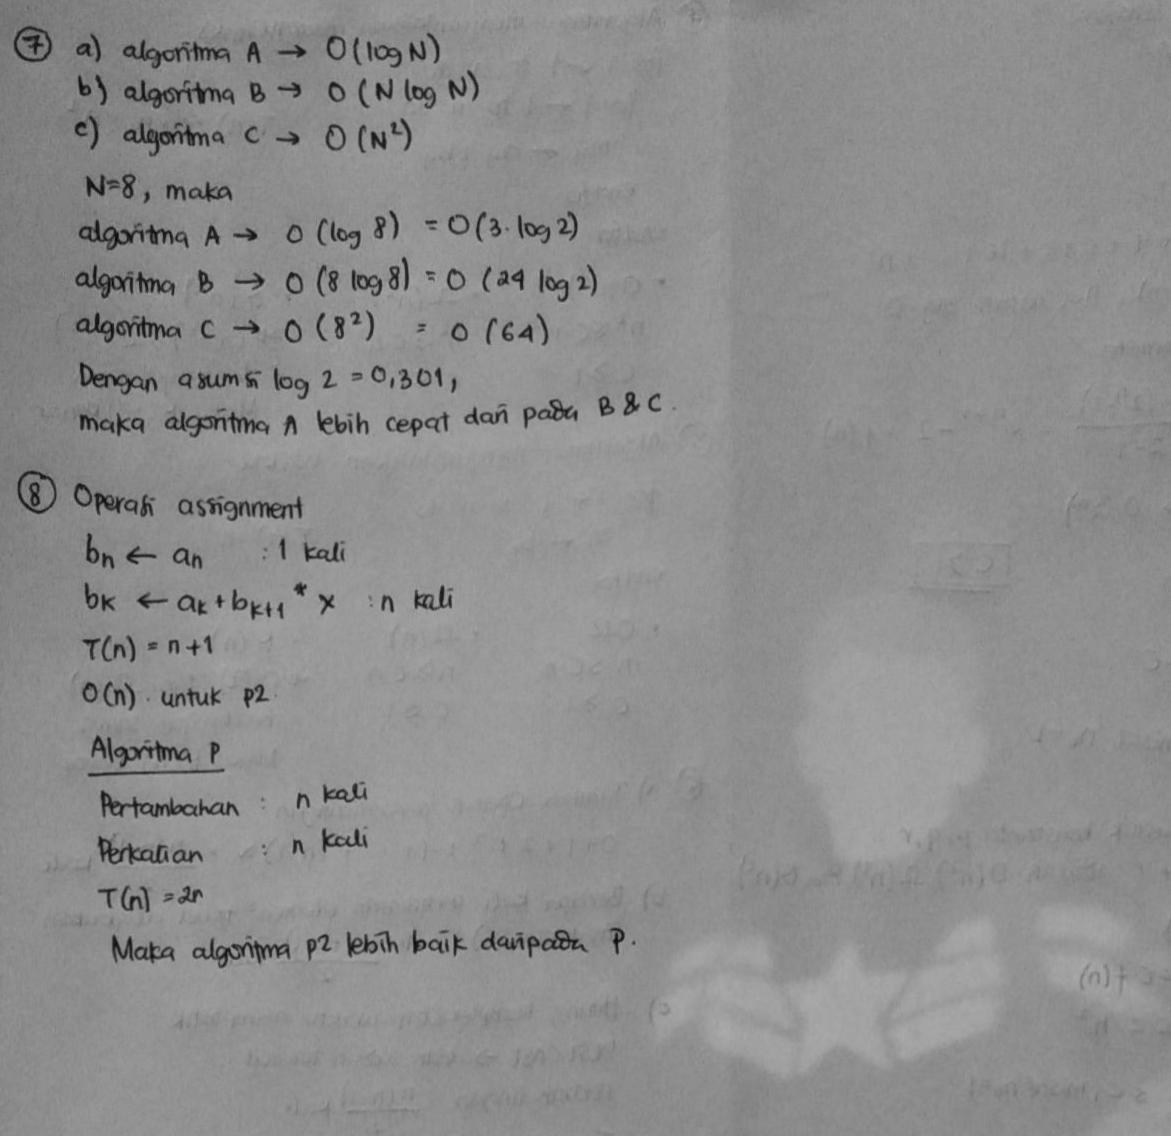 ⑦ a) algoritma A → O(log N)
b) algoritma B → O (N log N)
c) algoritma C → O (N²)
N=8, maka
algoritma A → O (log 8) = O(3. log 2)
algoritma B → O (8 log 8) = O (24 log 2)
algoritma C → O (8²) = O (64)
Dengan asumsi log 2 = 0,301,
maka algoritma A lebih cepat dari pada B & C.
⑧ Operasi assignment
bn ← an : 1 kali
bk ← ak + bk+1 * x : n kali
T(n) = n+1
O(n). untuk p2.
Algoritma P
Pertambahan : n kali
Perkalian : n kali
T(n) = 2n
Maka algoritma p2 lebih baik daripada P.